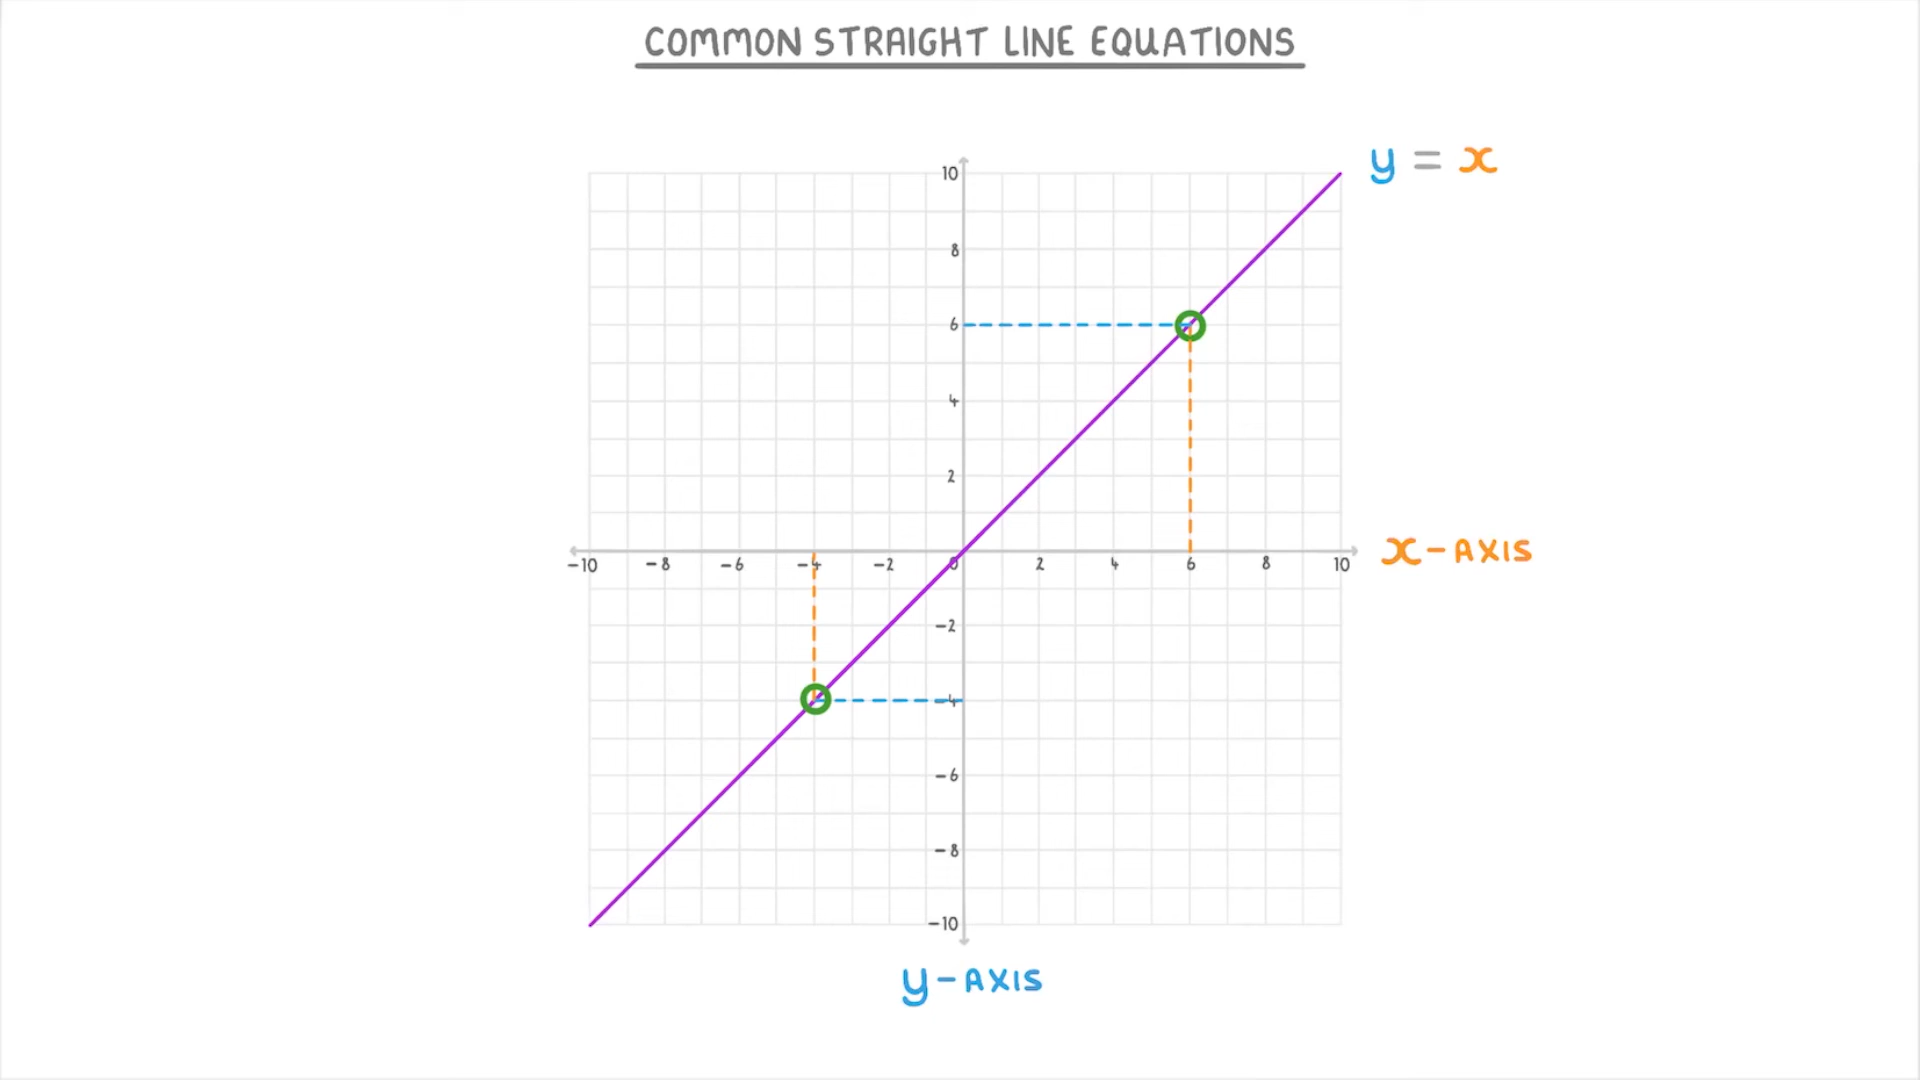 COMMON STRAIGHT LINE EQUATIONS
y = x
10
8
6
4
2
-10 -8 -6 -4 -2 0 2 4 6 8 10
x-AXIS
-2
-4
-6
-8
-10
y-AXIS